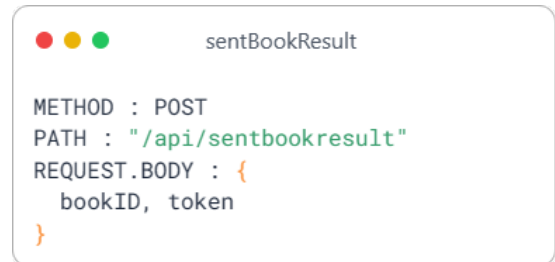 sentBookResult
METHOD : POST
PATH : "/api/sentbookresult"
REQUEST.BODY : {
  bookID, token
}